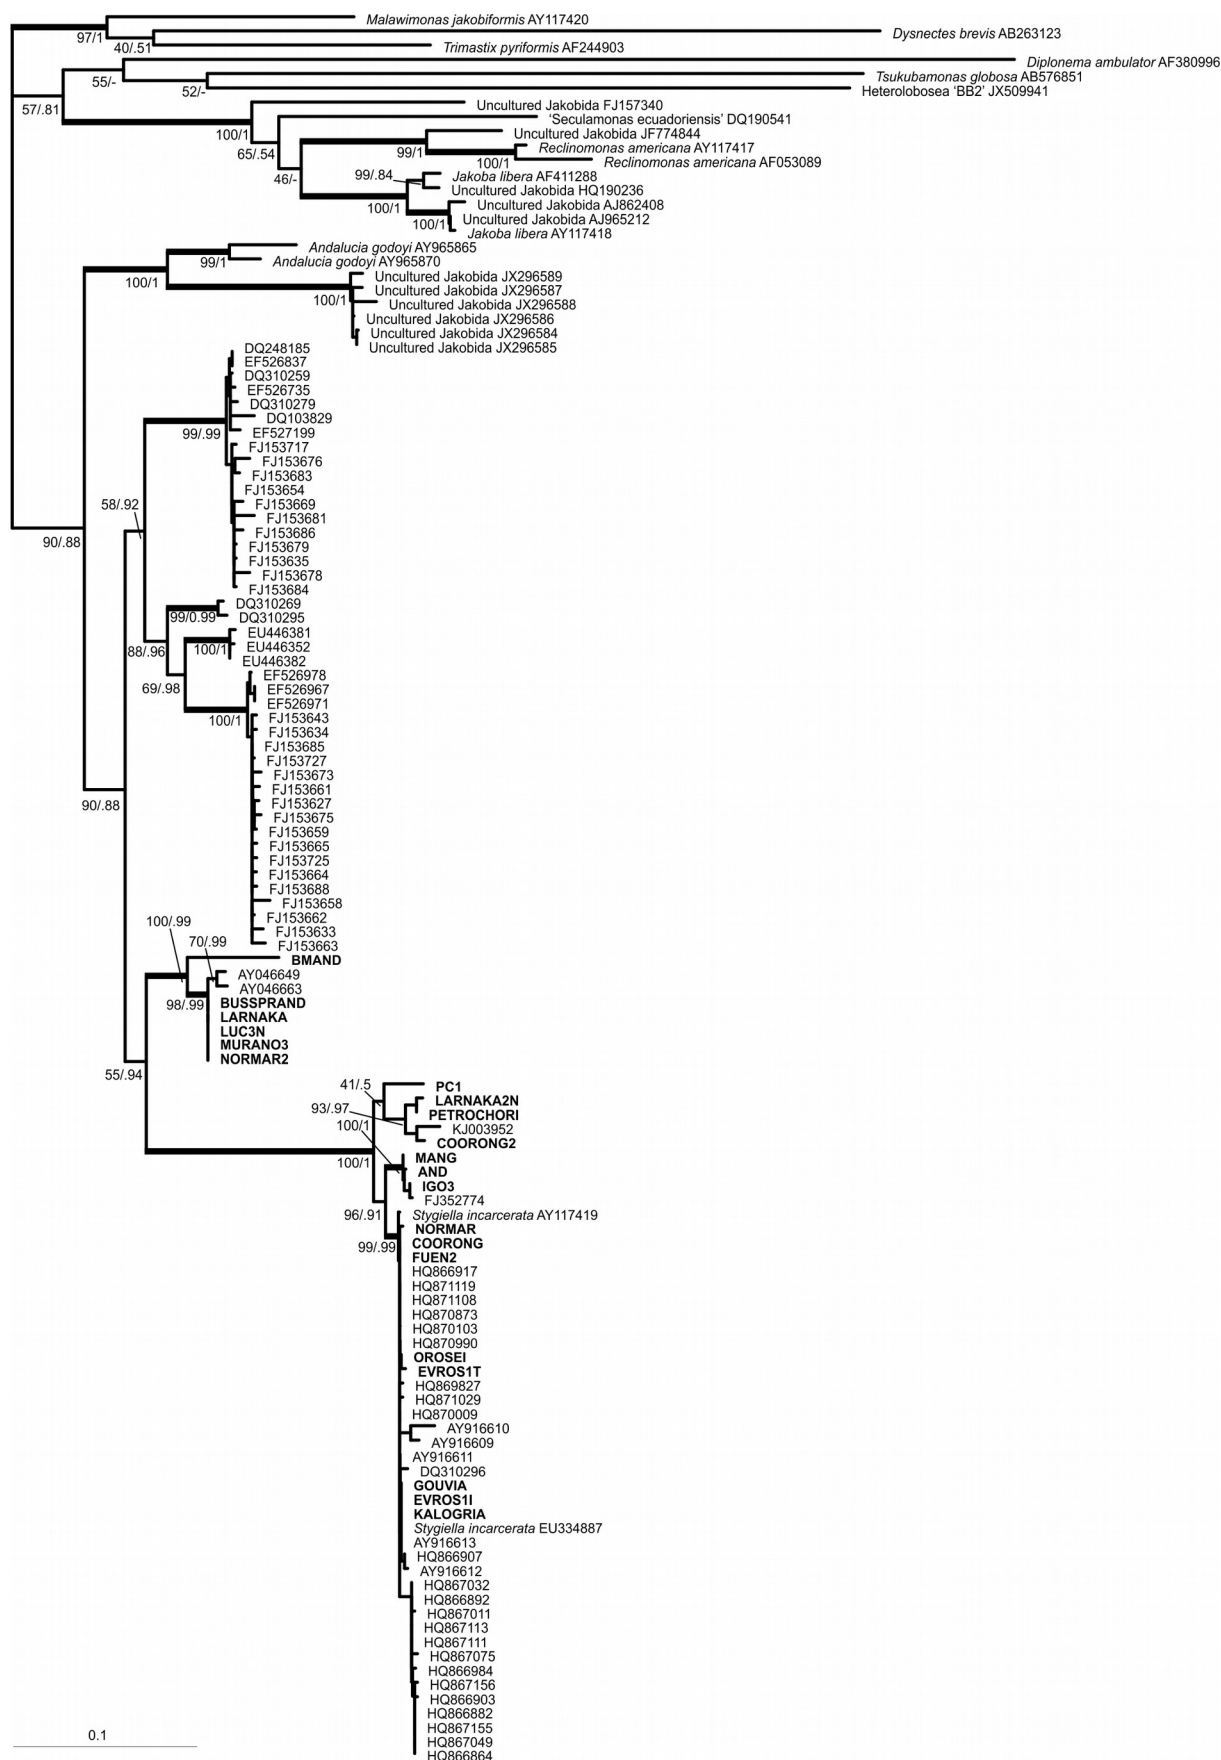 Malawimonas jakobiformis AY117420
97/1
Dysnectes brevis AB263123
40/.51
Trimastix pyriformis AF244903
Diplonema ambulator AF380996
55/-
Tsukubamonas globosa AB576851
52/-
Heterolobosea ‘BB2’ JX509941
57/.81
Uncultured Jakobida FJ157340
‘Seculamonas ecuadoriensis’ DQ190541
100/1
Uncultured Jakobida JF774844
65/.54
Reclinomonas americana AY117417
99/1
100/1
Reclinomonas americana AF053089
46/-
99/.84
Jakoba libera AF411288
Uncultured Jakobida HQ190236
100/1
Uncultured Jakobida AJ862408
100/1
Uncultured Jakobida AJ965212
Jakoba libera AY117418
Andalucia godoyi AY965865
99/1
Andalucia godoyi AY965870
100/1
Uncultured Jakobida JX296589
Uncultured Jakobida JX296587
100/1
Uncultured Jakobida JX296588
Uncultured Jakobida JX296586
Uncultured Jakobida JX296584
Uncultured Jakobida JX296585
DQ248185
EF526837
DQ310259
EF526735
DQ310279
DQ103829
99/.99
EF527199
FJ153717
FJ153676
FJ153683
FJ153654
58/.92
FJ153669
FJ153681
FJ153686
90/.88
FJ153679
FJ153635
FJ153678
FJ153684
DQ310269
99/0.99
DQ310295
EU446381
88/.96
100/1
EU446352
EU446382
EF526978
69/.98
EF526967
EF526971
100/1
FJ153643
FJ153634
FJ153685
FJ153727
FJ153673
FJ153661
90/.88
FJ153627
FJ153675
FJ153659
FJ153665
FJ153725
FJ153664
FJ153688
FJ153658
FJ153662
100/.99
FJ153633
70/.99
FJ153663
BMAND
AY046649
AY046663
98/.99
BUSSPRAND
LARNAKA
LUC3N
MURANO3
NORMAR2
55/.94
41/.5
PC1
LARNAKA2N
93/.97
PETROCHORI
100/1
KJ003952
COORONG2
MANG
100/1
AND
IGO3
FJ352774
96/.91
Stygiella incarcerata AY117419
NORMAR
COORONG
99/.99
FUEN2
HQ866917
HQ871119
HQ871108
HQ870873
HQ870103
HQ870990
OROSEI
EVROS1T
HQ869827
HQ871029
HQ870009
AY916610
AY916609
AY916611
DQ310296
GOUVIA
EVROS1I
KALOGRIA
Stygiella incarcerata EU334887
AY916613
HQ866907
AY916612
HQ867032
HQ866892
HQ867011
HQ867113
HQ867111
HQ867075
HQ866984
HQ867156
HQ866903
HQ866882
HQ867155
0.1
HQ867049
HQ866864